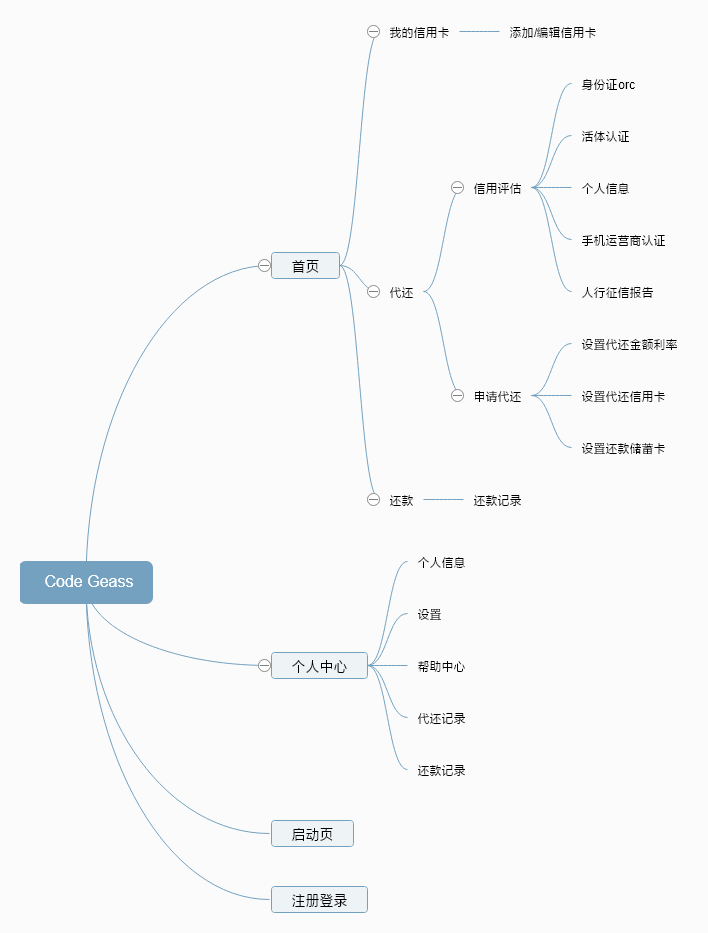 Code Geass
首页
我的信用卡
添加/编辑信用卡
代还
信用评估
身份证orc
活体认证
个人信息
手机运营商认证
人行征信报告
申请代还
设置代还金额利率
设置代还信用卡
设置还款储蓄卡
还款
还款记录
个人中心
个人信息
设置
帮助中心
代还记录
还款记录
启动页
注册登录